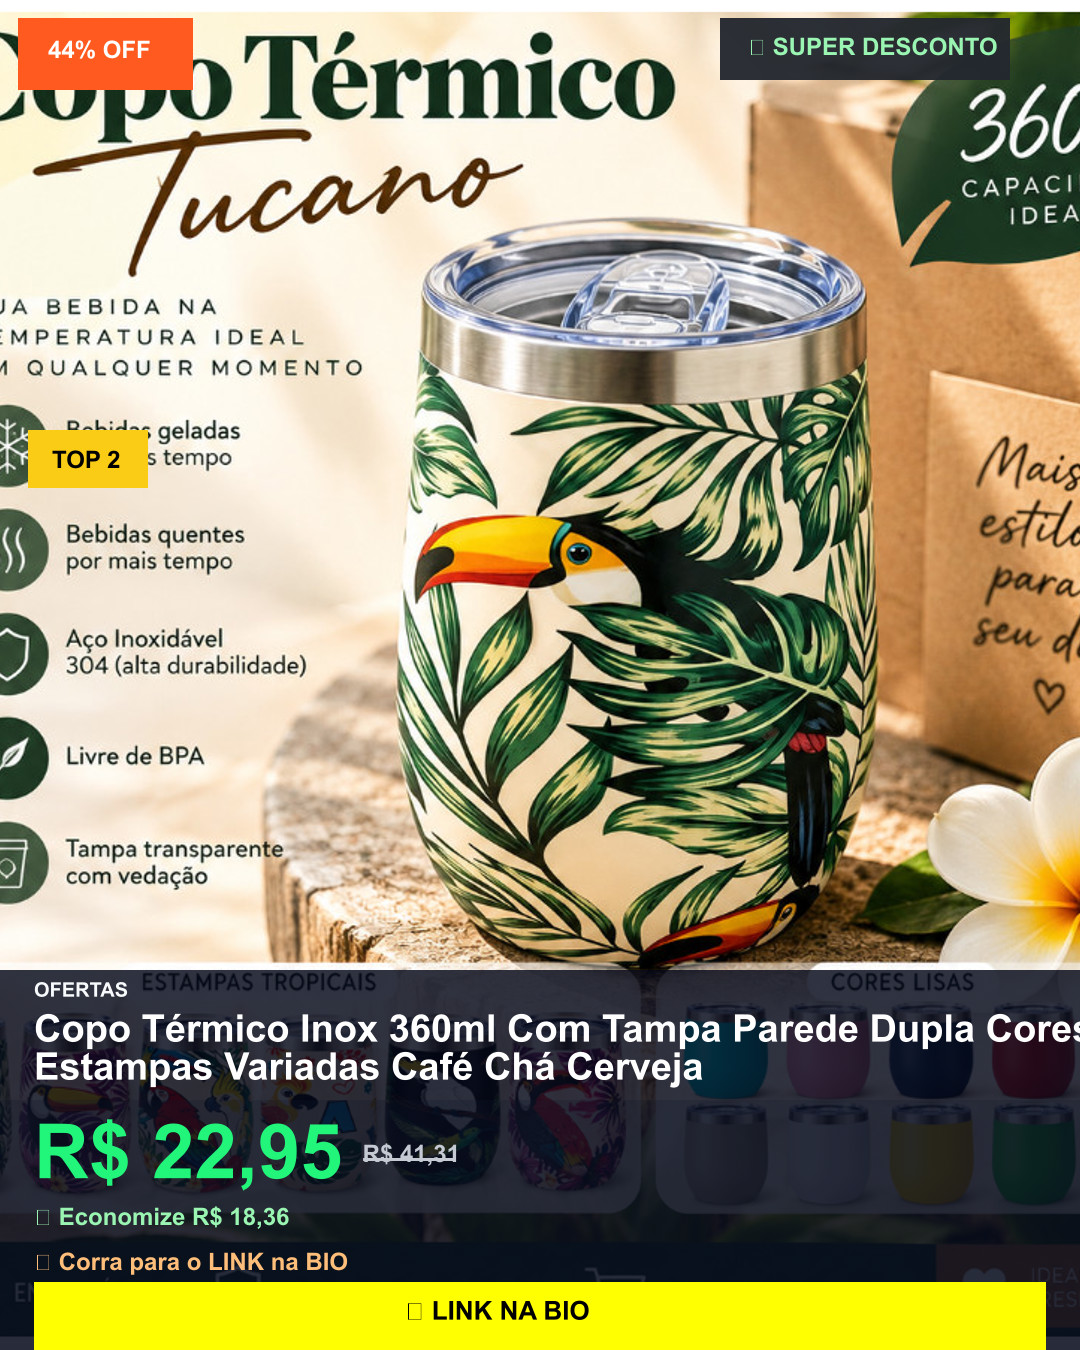 44% OFF
SUPER DESCONTO
Copo Térmico
Tucano
360
CAPACI
IDEA
UA BEBIDA NA
EMPERATURA IDEAL
M QUALQUER MOMENTO
Bebidas geladas
s tempo
TOP 2
Bebidas quentes
por mais tempo
Aço Inoxidável
304 (alta durabilidade)
Livre de BPA
Tampa transparente
com vedação
Mais
estilo
para
seu d
ESTAMPAS TROPICAIS
CORES LISAS
OFERTAS
Copo Térmico Inox 360ml Com Tampa Parede Dupla Cores
Estampas Variadas Café Chá Cerveja
R$ 22,95 R$ 41,31
Economize R$ 18,36
Corra para o LINK na BIO
LINK NA BIO